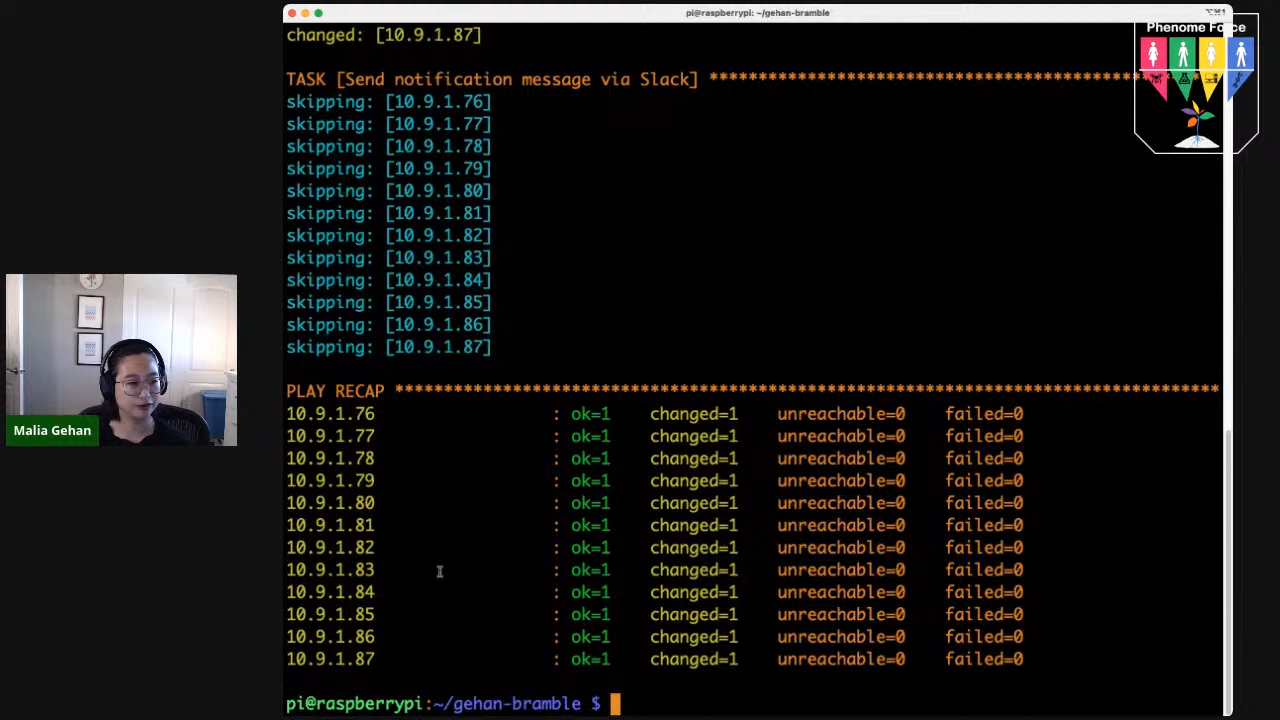 pi@raspberrypi: ~/gehan-bramble
Phenome Force
changed: [10.9.1.87]
TASK [Send notification message via Slack] ************************************************
skipping: [10.9.1.76]
skipping: [10.9.1.77]
skipping: [10.9.1.78]
skipping: [10.9.1.79]
skipping: [10.9.1.80]
skipping: [10.9.1.81]
skipping: [10.9.1.82]
skipping: [10.9.1.83]
skipping: [10.9.1.84]
skipping: [10.9.1.85]
skipping: [10.9.1.86]
skipping: [10.9.1.87]
PLAY RECAP *************************************************************************************
10.9.1.76 : ok=1 changed=1 unreachable=0 failed=0
10.9.1.77 : ok=1 changed=1 unreachable=0 failed=0
10.9.1.78 : ok=1 changed=1 unreachable=0 failed=0
10.9.1.79 : ok=1 changed=1 unreachable=0 failed=0
10.9.1.80 : ok=1 changed=1 unreachable=0 failed=0
10.9.1.81 : ok=1 changed=1 unreachable=0 failed=0
10.9.1.82 : ok=1 changed=1 unreachable=0 failed=0
10.9.1.83 : ok=1 changed=1 unreachable=0 failed=0
10.9.1.84 : ok=1 changed=1 unreachable=0 failed=0
10.9.1.85 : ok=1 changed=1 unreachable=0 failed=0
10.9.1.86 : ok=1 changed=1 unreachable=0 failed=0
10.9.1.87 : ok=1 changed=1 unreachable=0 failed=0
pi@raspberrypi:~/gehan-bramble $
Malia Gehan